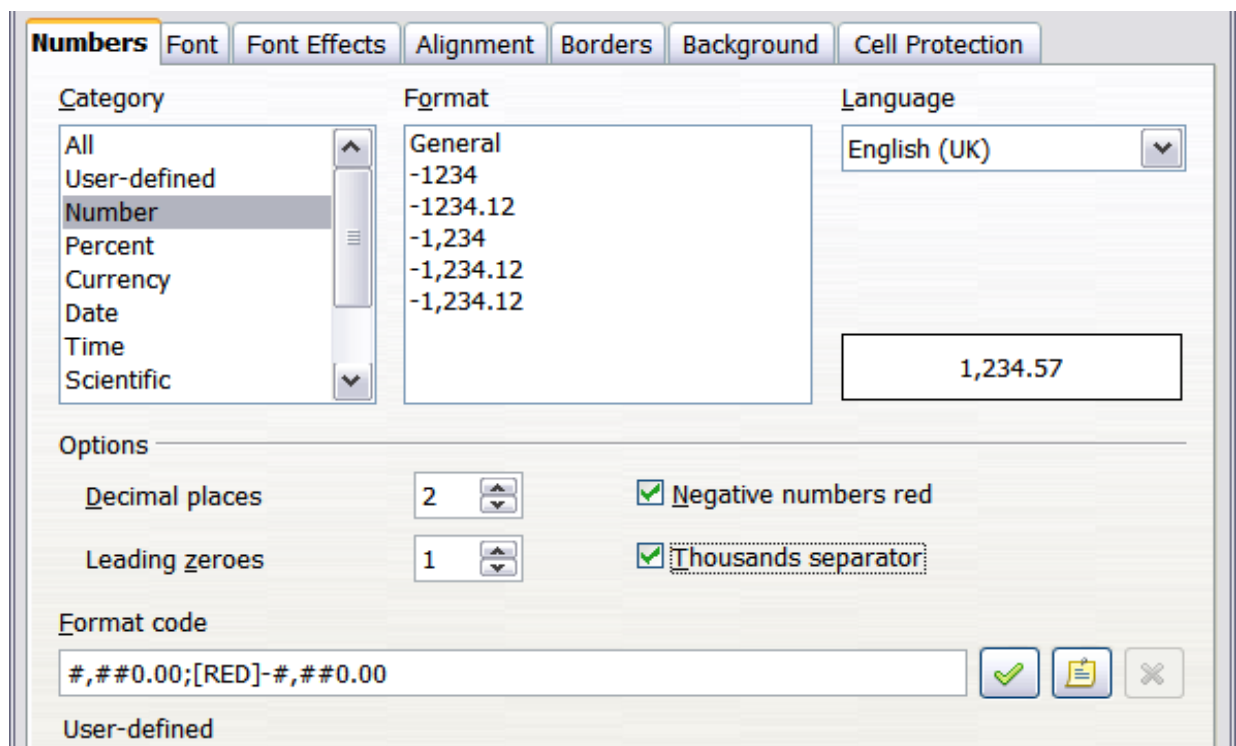 Numbers Font Font Effects Alignment Borders Background Cell Protection
Category
All
User-defined
Number
Percent
Currency
Date
Time
Scientific
Format
General
-1234
-1234.12
-1,234
-1,234.12
-1,234.12
Language
English (UK)
1,234.57
Options
Decimal places 2 Negative numbers red
Leading zeroes 1 Thousands separator
Format code
#,##0.00;[RED]-#,##0.00
User-defined